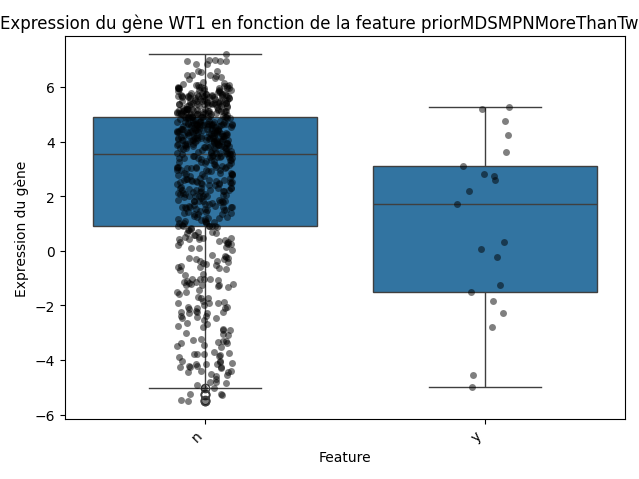 Expression du gène WT1 en fonction de la feature priorMDSMPNMoreThanTw
Expression du gène
6
4
2
0
−2
−4
−6
n
y
Feature